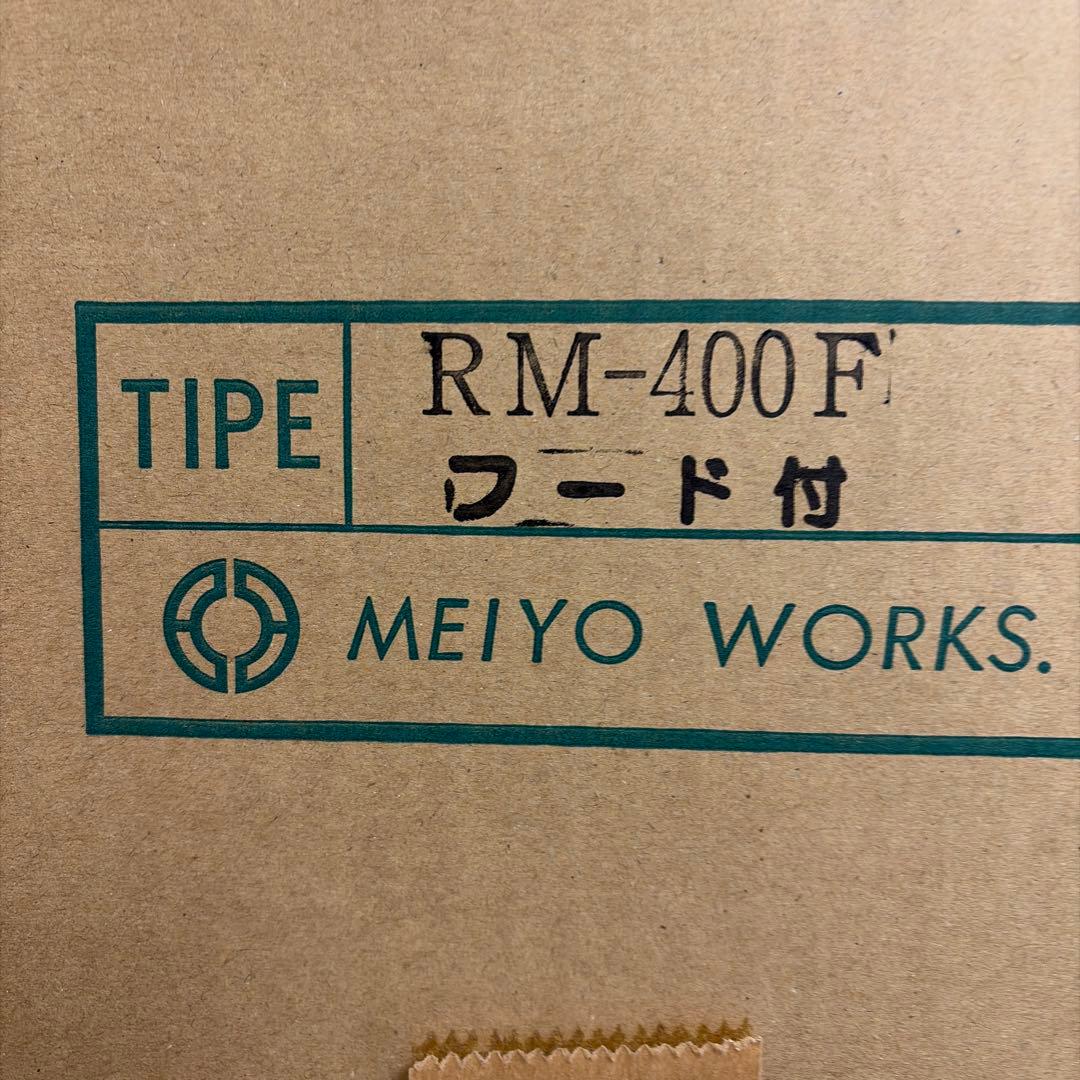 TIPE
RM-400F
フード付
MEIYO WORKS.